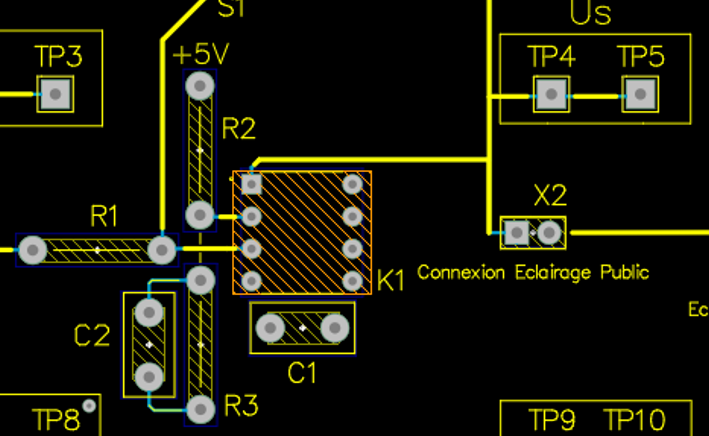 S1
Us
TP3
+5V
TP4 TP5
R2
X2
R1
Connexion Eclairage Public
K1
Ec
C2
C1
R3
TP8
TP9 TP10